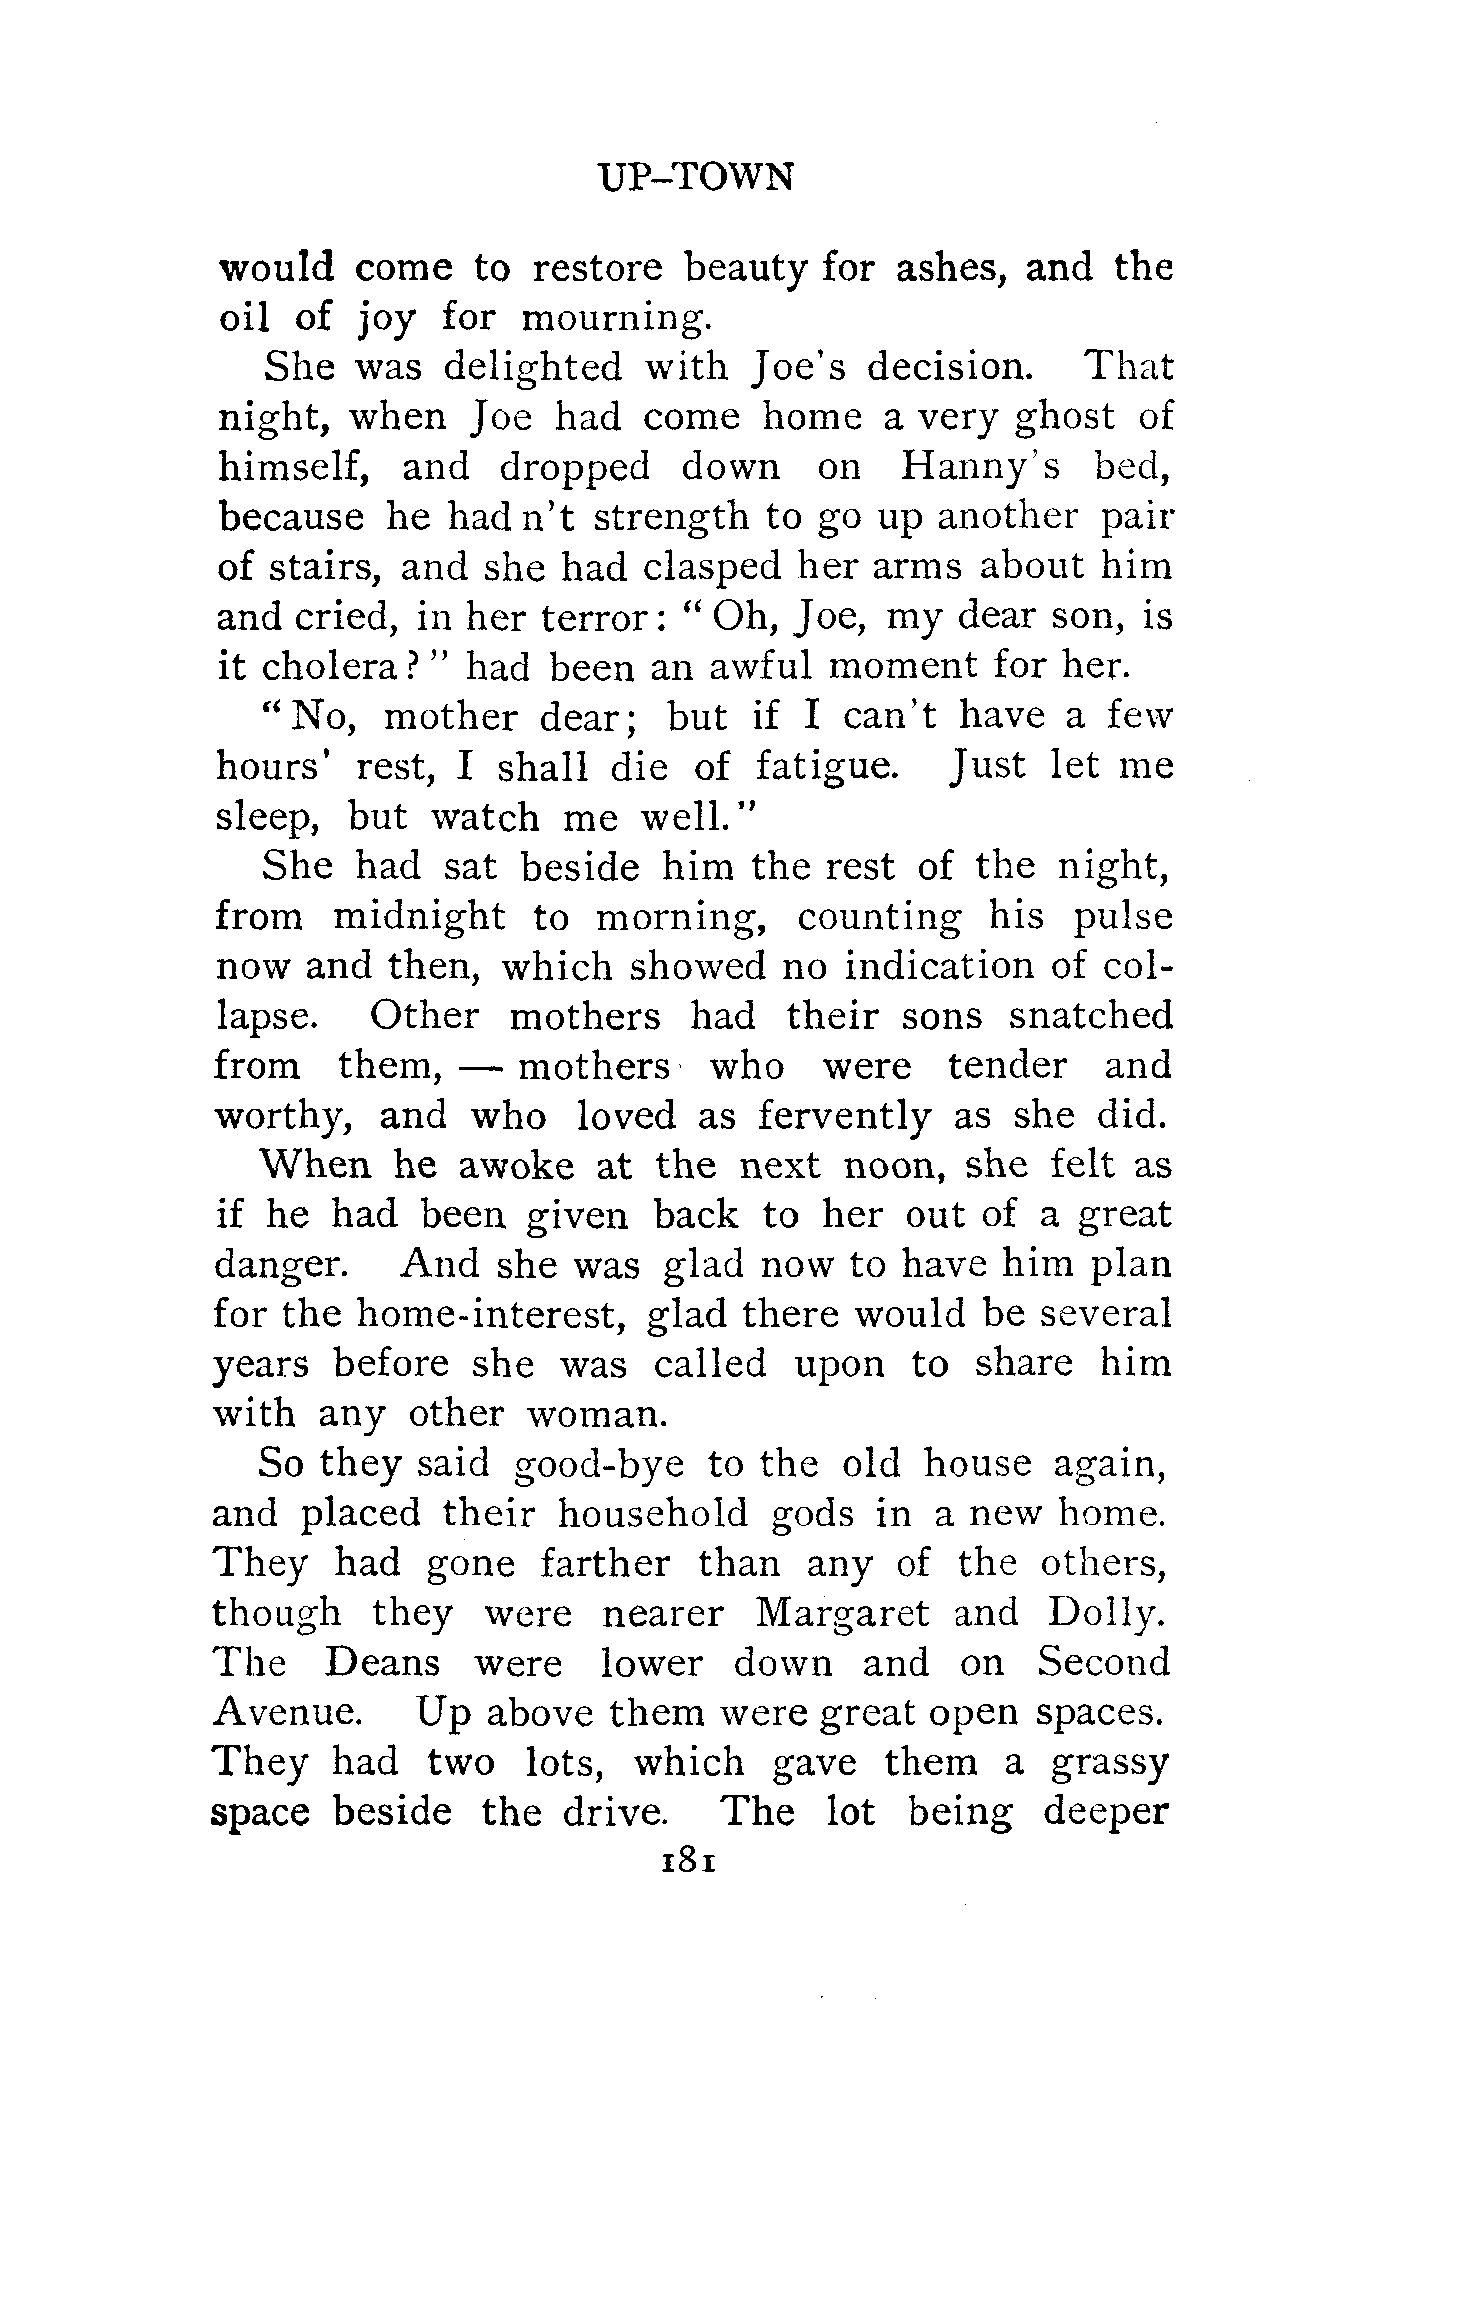 UP-TOWN
would come to restore beauty for ashes, and the
oil of joy for mourning.
She was delighted with Joe's decision. That
night, when Joe had come home a very ghost of
himself, and dropped down on Hanny's bed,
because he had n't strength to go up another pair
of stairs, and she had clasped her arms about him
and cried, in her terror: " Oh, Joe, my dear son, is
it cholera? " had been an awful moment for her.
" No, mother dear; but if I can't have a few
hours' rest, I shall die of fatigue. Just let me
sleep, but watch me well."
She had sat beside him the rest of the night,
from midnight to morning, counting his pulse
now and then, which showed no indication of col-
lapse. Other mothers had their sons snatched
from them, — mothers who were tender and
worthy, and who loved as fervently as she did.
When he awoke at the next noon, she felt as
if he had been given back to her out of a great
danger. And she was glad now to have him plan
for the home-interest, glad there would be several
years before she was called upon to share him
with any other woman.
So they said good-bye to the old house again,
and placed their household gods in a new home.
They had gone farther than any of the others,
though they were nearer Margaret and Dolly.
The Deans were lower down and on Second
Avenue. Up above them were great open spaces.
They had two lots, which gave them a grassy
space beside the drive. The lot being deeper
181